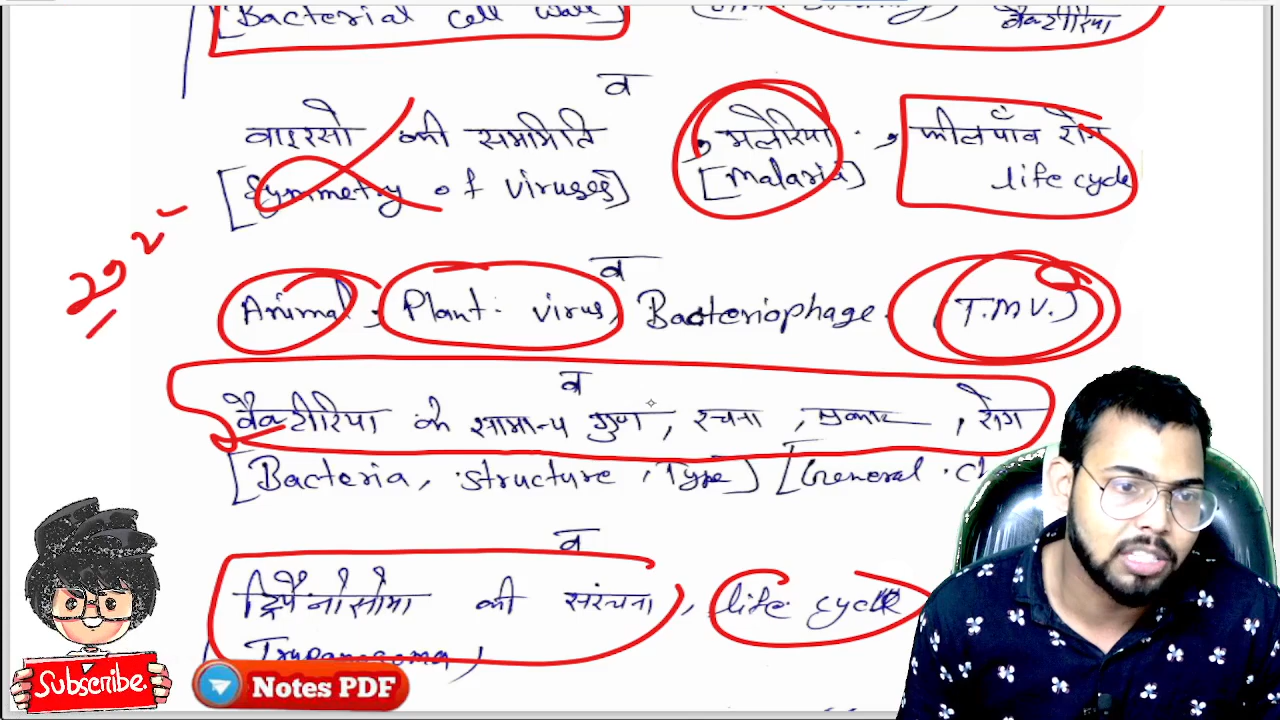 [Bacterial cell wall]
बैक्टीरिया
व
वाइरसो की सममिति , मलेरिया , फीलपाँव रोग
[Symmetry of viruses] [Malaria] life cycle
व
Animal , Plant virus, Bacteriophage. (T.M.V.)
व
बैक्टीरिया के सामान्य गुण , रचना , प्रकार , रोग
[Bacteria, structure, Type] [General
व
ट्रिपैनोसोमा की संरचना , life cycle
Trypanosoma,
Subscribe.
Notes PDF